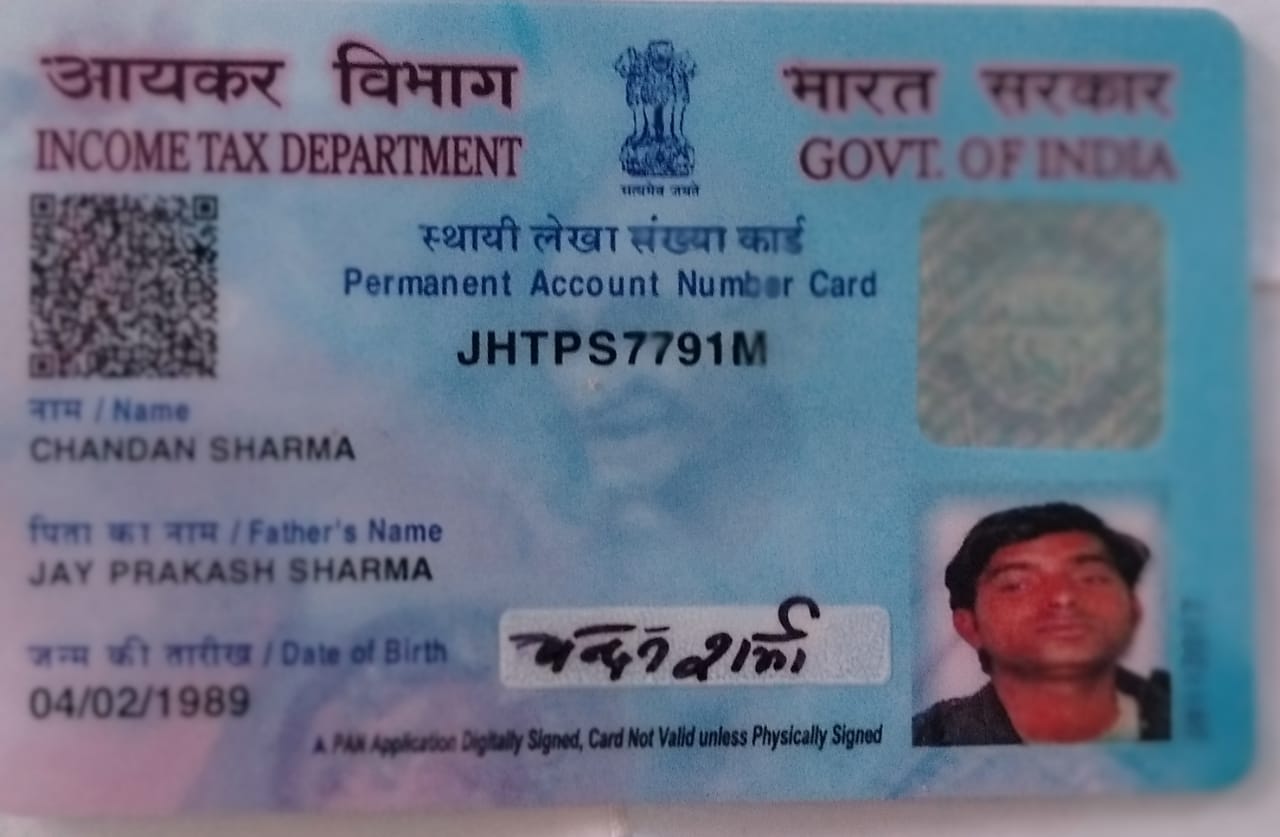 आयकर विभाग
INCOME TAX DEPARTMENT
सत्यमेव जयते
भारत सरकार
GOVT. OF INDIA
स्थायी लेखा संख्या कार्ड
Permanent Account Number Card
JHTPS7791M
नाम / Name
CHANDAN SHARMA
पिता का नाम / Father's Name
JAY PRAKASH SHARMA
जन्म की तारीख / Date of Birth
04/02/1989
चन्दन शर्मा
PAN Application Digitally Signed, Card Not Valid unless Physically Signed